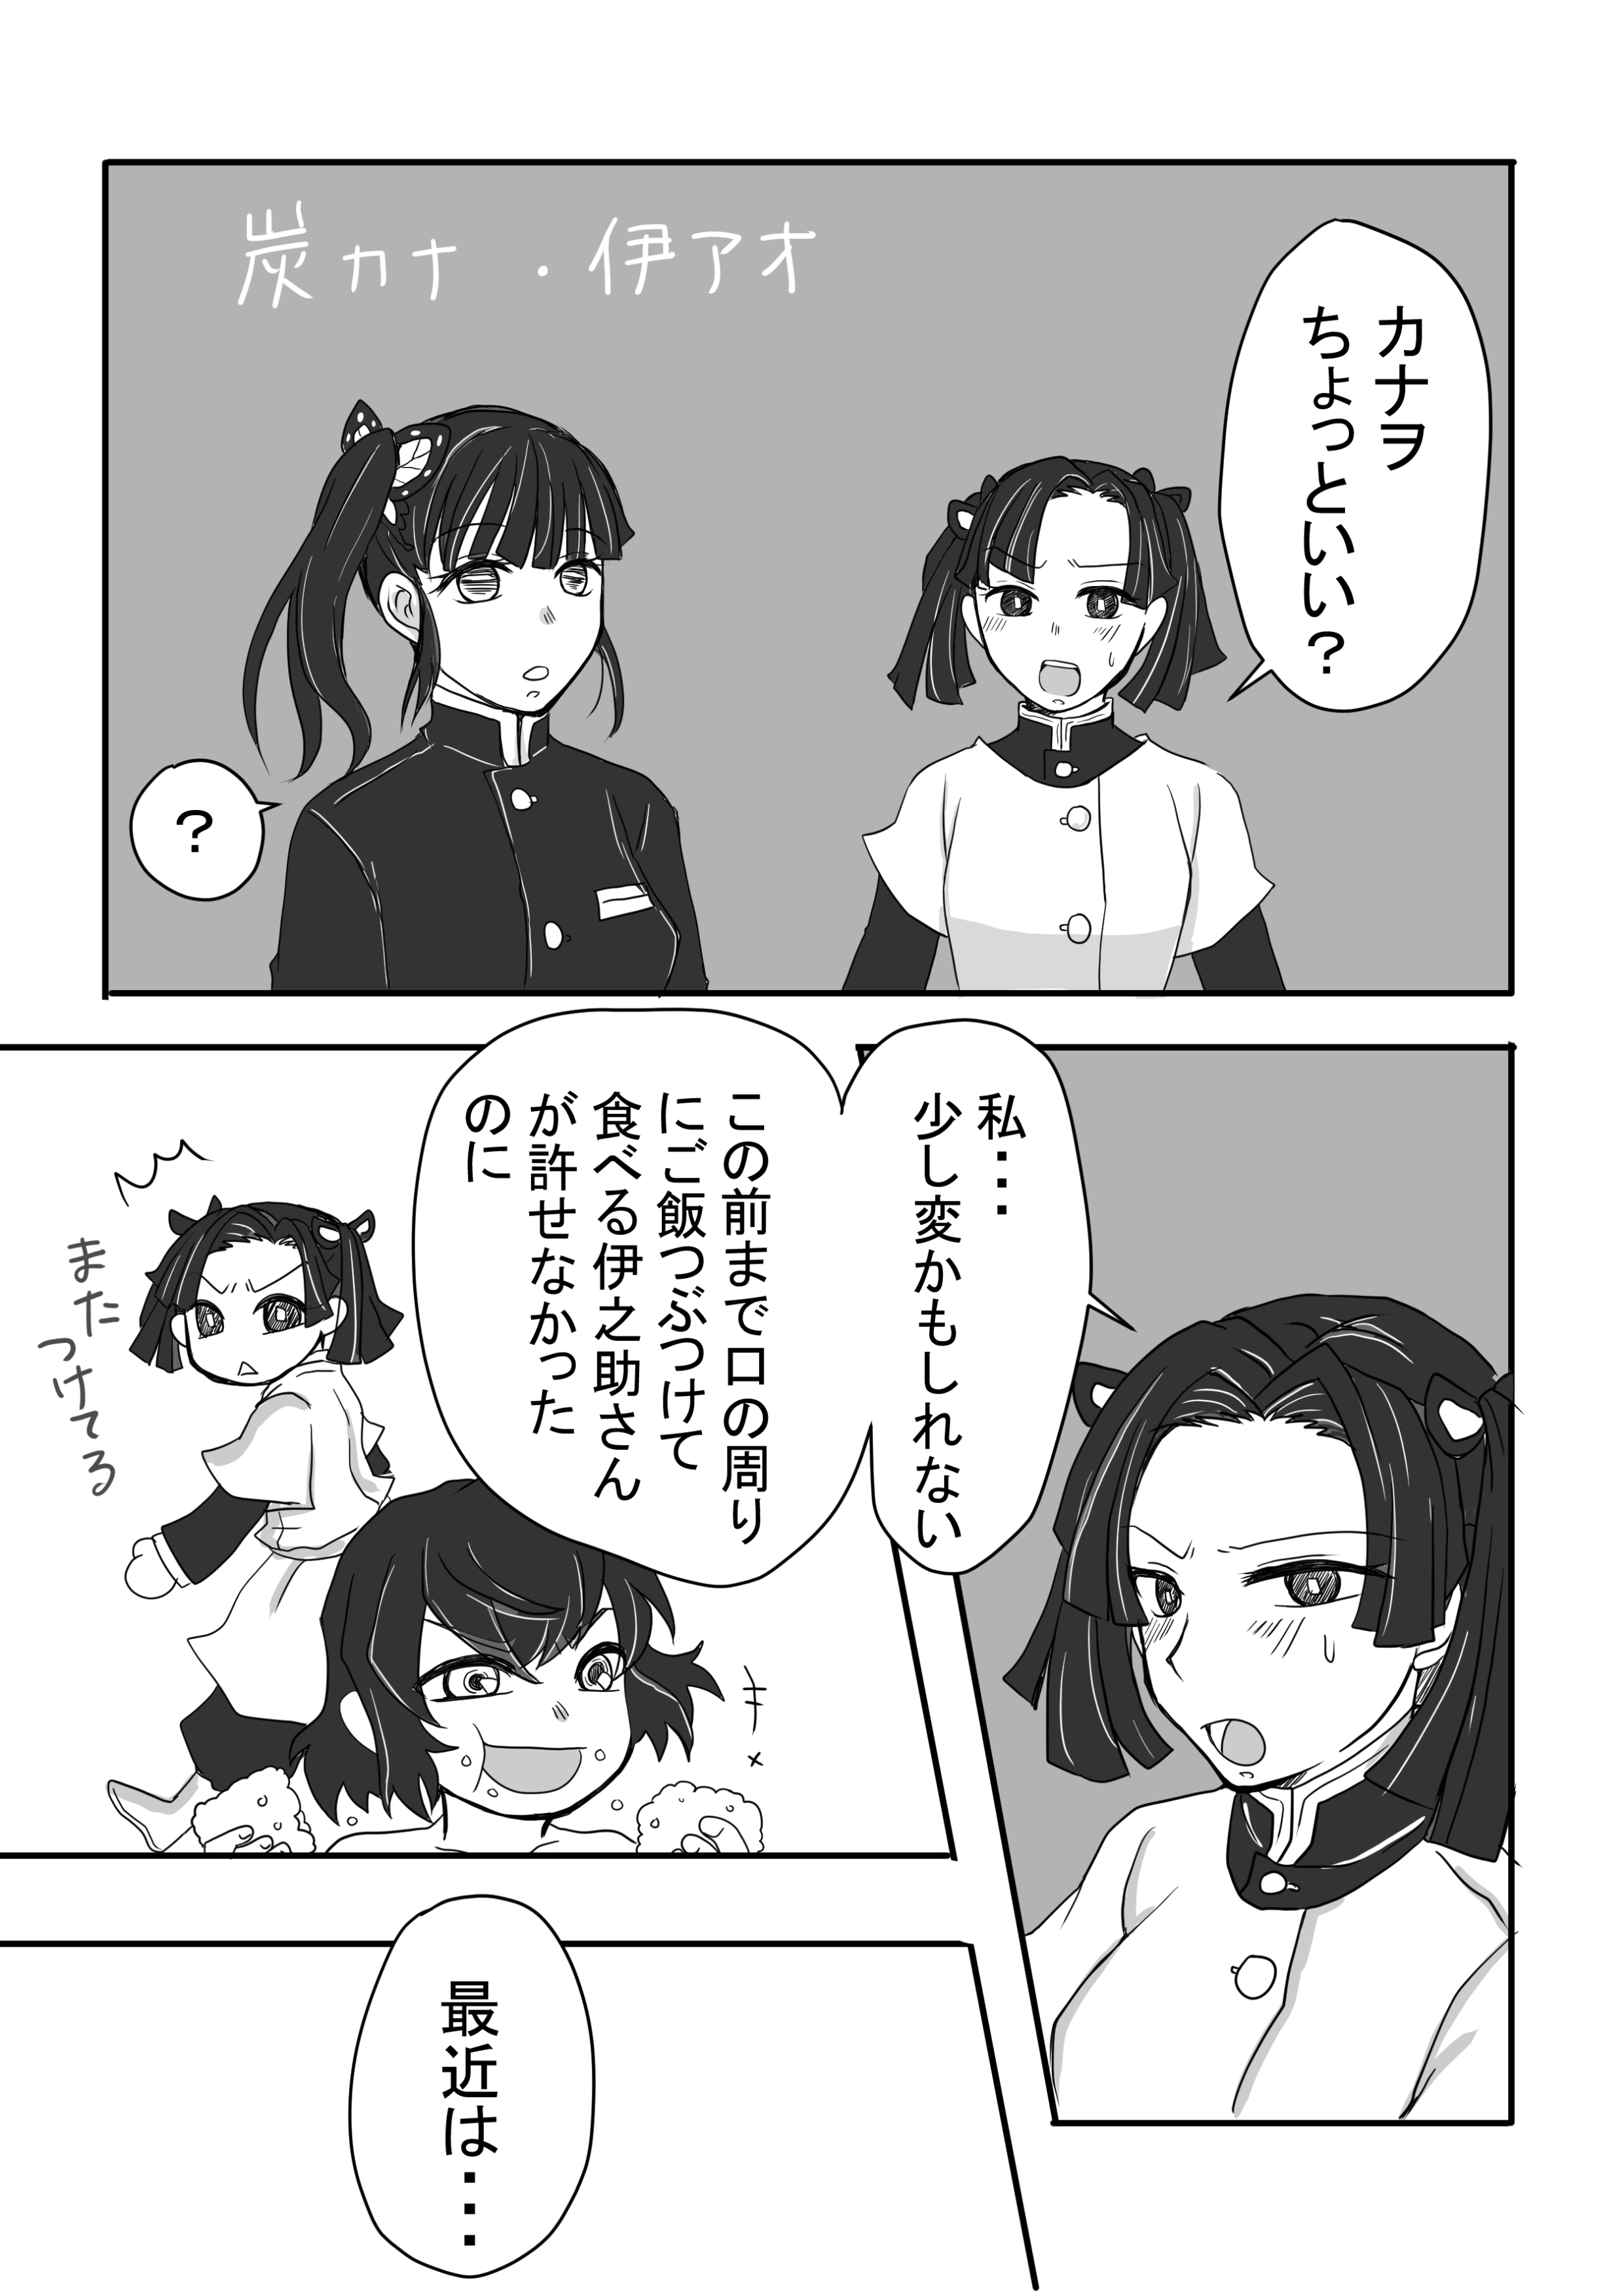 炭カナ・伊アオ
カナヲ
ちょっといい？
？
私・・・
少し変かもしれない
この前まで口の周り
にご飯つぶつけて
食べる伊之助さん
が許せなかった
のに
また
つけてる
最近は・・・